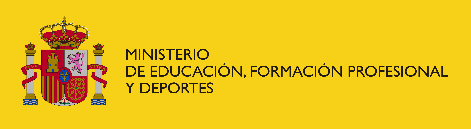 MINISTERIO
DE EDUCACIÓN, FORMACIÓN PROFESIONAL
Y DEPORTES